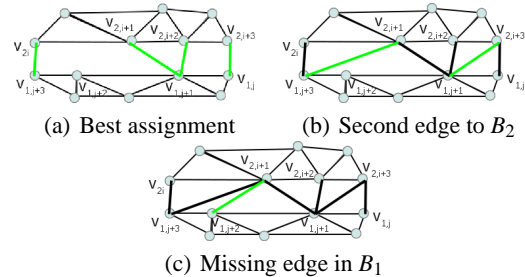 v2,i+1
v2,i+2
v2,i+3
v2i
v1,j+3
v1,j+2
v1,j+1
v1,j
(a) Best assignment
v2,i+1
v2,i+2
v2,i+3
v2i
v1,j+3
v1,j+2
v1,j+1
v1,j
(b) Second edge to B2
v2,i+1
v2,i+2
v2,i+3
v2i
v1,j+3
v1,j+2
v1,j+1
v1,j
(c) Missing edge in B1